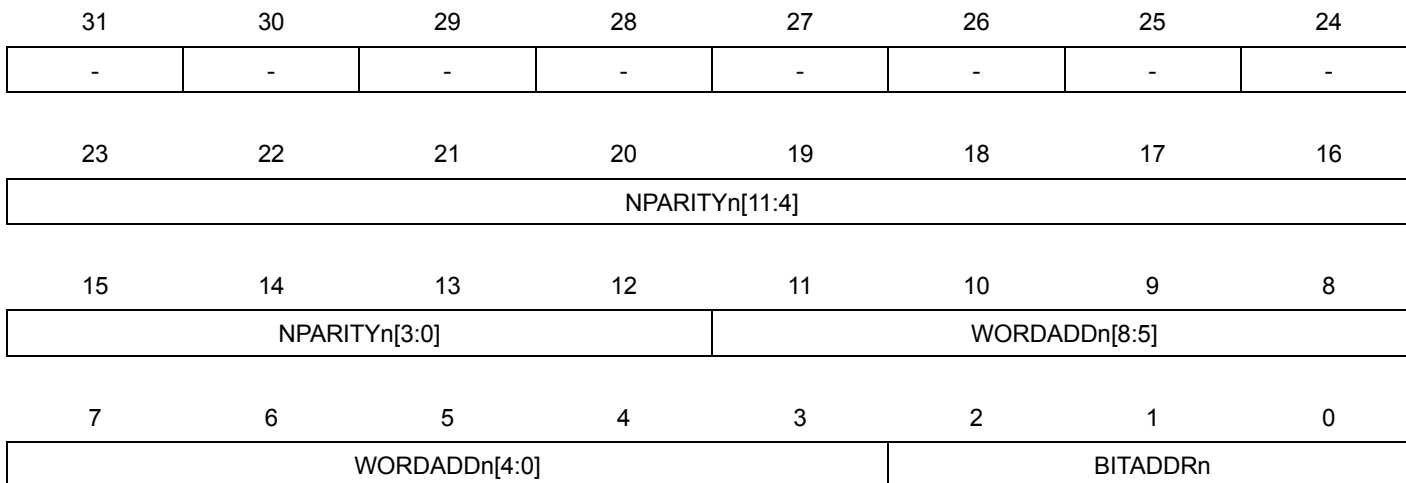 31 30 29 28 27 26 25 24
- - - - - - - -
23 22 21 20 19 18 17 16
NPARITYn[11:4]
15 14 13 12 11 10 9 8
NPARITYn[3:0] WORDADDn[8:5]
7 6 5 4 3 2 1 0
WORDADDn[4:0] BITADDRn